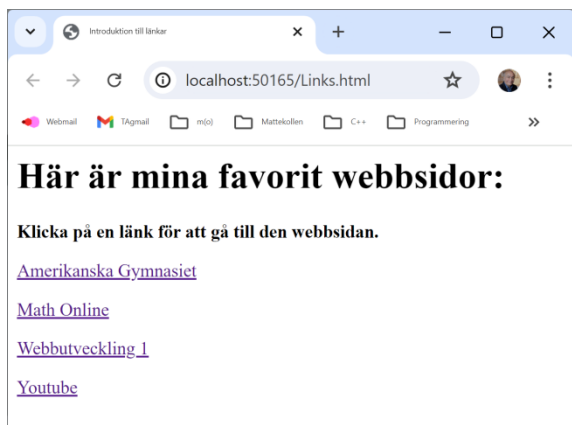 Introduktion till länkar
localhost:50165/Links.html
Webmail TAgmail m(o) Mattekollen C++ Programmering
Här är mina favorit webbsidor:
Klicka på en länk för att gå till den webbsidan.
Amerikanska Gymnasiet
Math Online
Webbutveckling 1
Youtube